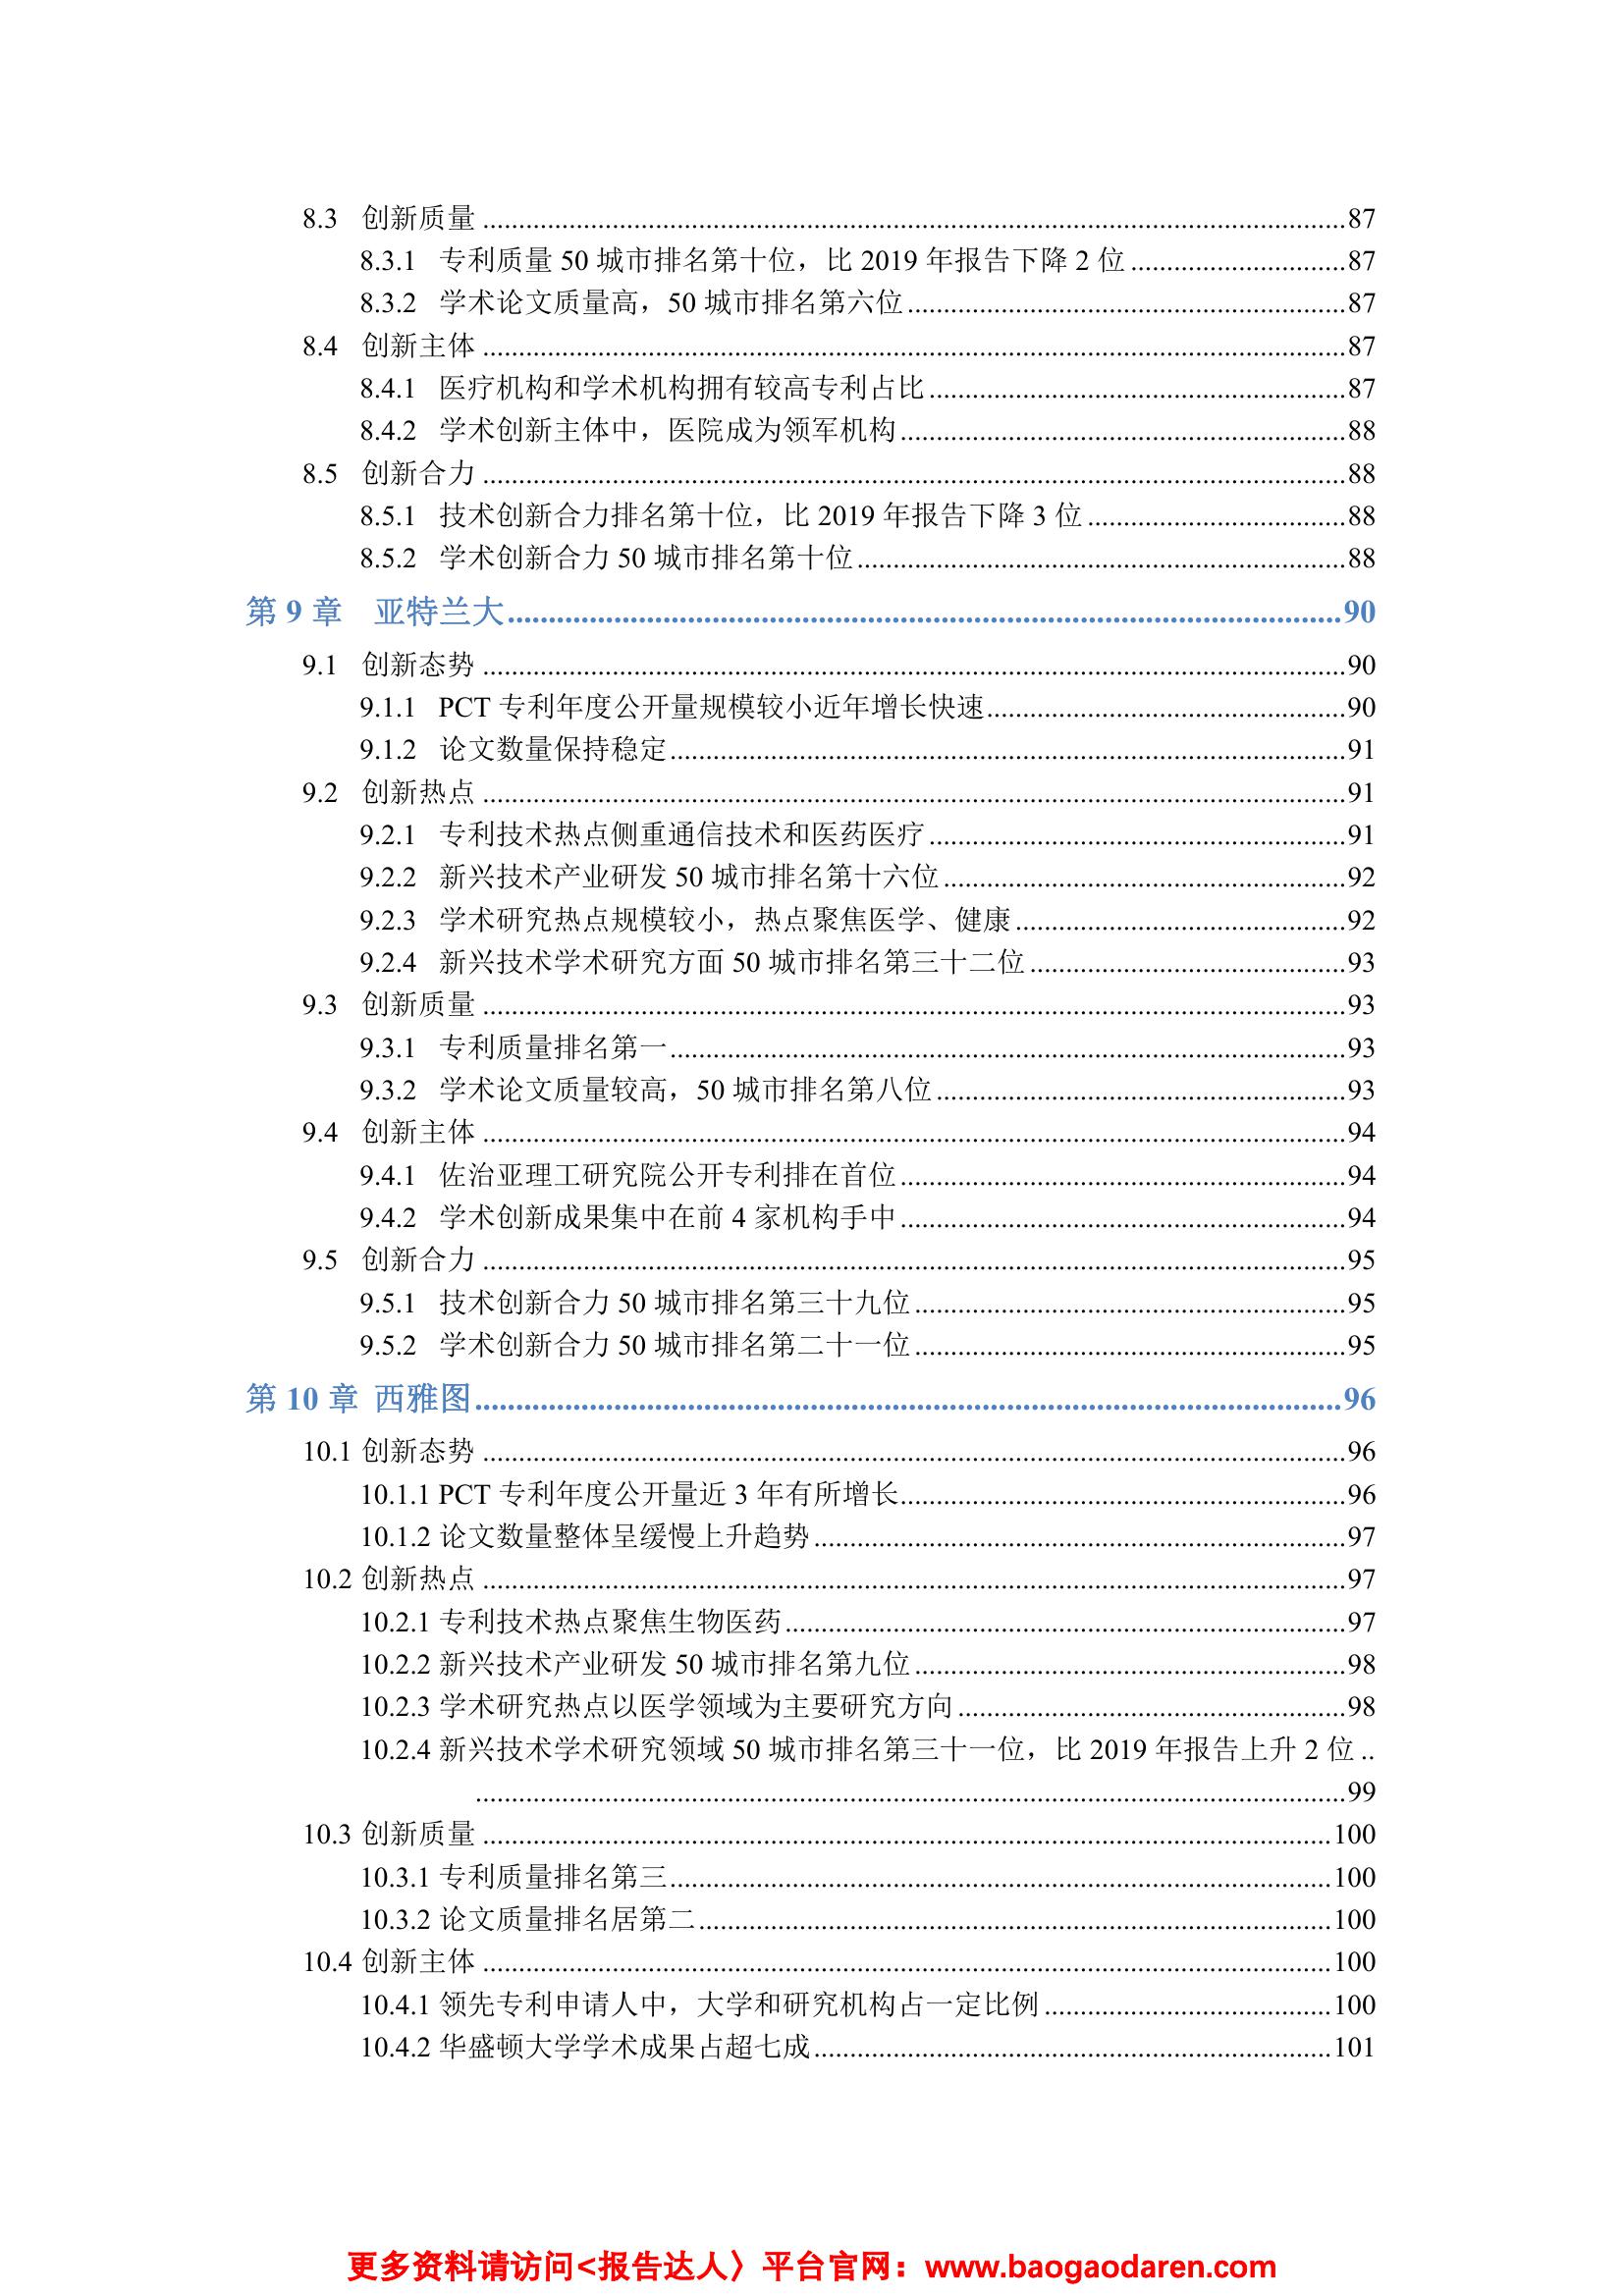 8.3 创新质量 ........ 87
8.3.1 专利质量 50 城市排名第十位，比 2019 年报告下降 2 位 ........ 87
8.3.2 学术论文质量高，50 城市排名第六位 ........ 87
8.4 创新主体 ........ 87
8.4.1 医疗机构和学术机构拥有较高专利占比 ........ 87
8.4.2 学术创新主体中，医院成为领军机构 ........ 88
8.5 创新合力 ........ 88
8.5.1 技术创新合力排名第十位，比 2019 年报告下降 3 位 ........ 88
8.5.2 学术创新合力 50 城市排名第十位 ........ 88
第 9 章 亚特兰大 ........ 90
9.1 创新态势 ........ 90
9.1.1 PCT 专利年度公开量规模较小近年增长快速 ........ 90
9.1.2 论文数量保持稳定 ........ 91
9.2 创新热点 ........ 91
9.2.1 专利技术热点侧重通信技术和医药医疗 ........ 91
9.2.2 新兴技术产业研发 50 城市排名第十六位 ........ 92
9.2.3 学术研究热点规模较小，热点聚焦医学、健康 ........ 92
9.2.4 新兴技术学术研究方面 50 城市排名第三十二位 ........ 93
9.3 创新质量 ........ 93
9.3.1 专利质量排名第一 ........ 93
9.3.2 学术论文质量较高，50 城市排名第八位 ........ 93
9.4 创新主体 ........ 94
9.4.1 佐治亚理工研究院公开专利排在首位 ........ 94
9.4.2 学术创新成果集中在前 4 家机构手中 ........ 94
9.5 创新合力 ........ 95
9.5.1 技术创新合力 50 城市排名第三十九位 ........ 95
9.5.2 学术创新合力 50 城市排名第二十一位 ........ 95
第 10 章 西雅图 ........ 96
10.1 创新态势 ........ 96
10.1.1 PCT 专利年度公开量近 3 年有所增长 ........ 96
10.1.2 论文数量整体呈缓慢上升趋势 ........ 97
10.2 创新热点 ........ 97
10.2.1 专利技术热点聚焦生物医药 ........ 97
10.2.2 新兴技术产业研发 50 城市排名第九位 ........ 98
10.2.3 学术研究热点以医学领域为主要研究方向 ........ 98
10.2.4 新兴技术学术研究领域 50 城市排名第三十一位，比 2019 年报告上升 2 位 ..
........ 99
10.3 创新质量 ........ 100
10.3.1 专利质量排名第三 ........ 100
10.3.2 论文质量排名居第二 ........ 100
10.4 创新主体 ........ 100
10.4.1 领先专利申请人中，大学和研究机构占一定比例 ........ 100
10.4.2 华盛顿大学学术成果占超七成 ........ 101
更多资料请访问<报告达人〉平台官网：www.baogaodaren.com